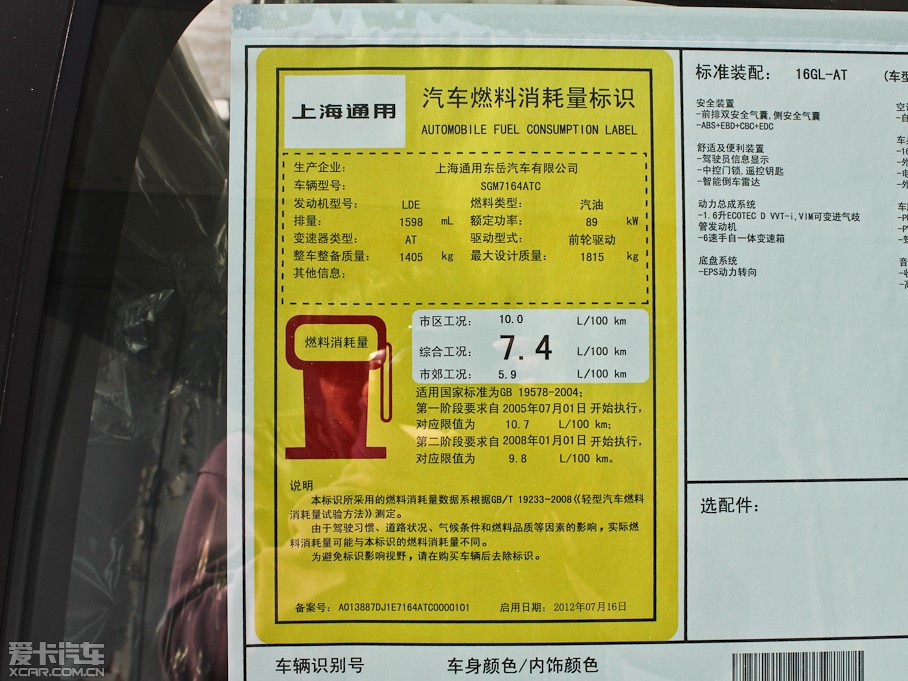 上海通用
汽车燃料消耗量标识
AUTOMOBILE FUEL CONSUMPTION LABEL
生产企业： 上海通用东岳汽车有限公司
车辆型号： SGM7164ATC
发动机型号： LDE 燃料类型： 汽油
排量： 1598 mL 额定功率： 89 kW
变速器类型： AT 驱动型式： 前轮驱动
整车整备质量： 1405 kg 最大设计质量： 1815 kg
其他信息：
燃料消耗量
市区工况： 10.0 L/100 km
综合工况： 7.4 L/100 km
市郊工况： 5.9 L/100 km
适用国家标准为GB 19578-2004；
第一阶段要求自 2005年07月01日 开始执行，
对应限值为 10.7 L/100 km；
第二阶段要求自 2008年01月01日 开始执行，
对应限值为 9.8 L/100 km。
说明
本标识所采用的燃料消耗量数据系根据GB/T 19233-2008《轻型汽车燃料
消耗量试验方法》测定。
由于驾驶习惯、道路状况、气候条件和燃料品质等因素的影响，实际燃
料消耗量可能与本标识的燃料消耗量不同。
为避免标识影响视野，请在购买车辆后去除标识。
备案号： A013887DJ1E7164ATC0000101 启用日期： 2012年07月16日
标准装配： 16GL-AT (车型
安全装置
-前排双安全气囊,侧安全气囊
-ABS+EBD+CBC+EDC
舒适及便利装置
-驾驶员信息显示
-中控门锁,遥控钥匙
-智能倒车雷达
动力总成系统
-1.6升ECOTEC D VVT-i,VIM可变进气歧
管发动机
-6速手自一体变速箱
底盘系统
-EPS动力转向
选配件：
车辆识别号 车身颜色/内饰颜色
爱卡汽车
XCAR.COM.CN